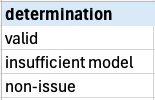 determination
valid
insufficient model
non-issue